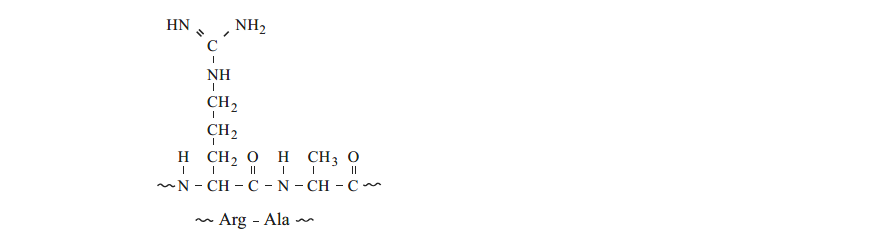 HN NH₂
C
NH
CH₂
CH₂
H CH₂ O H CH₃ O
~N – CH – C – N – CH – C~
~ Arg – Ala ~